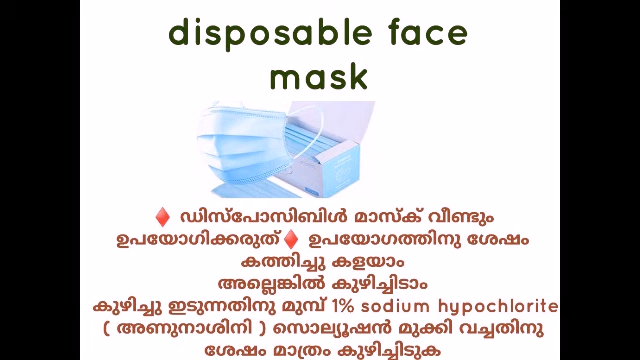 disposable face
mask
♦️ ഡിസ്പോസിബിൾ മാസ്ക് വീണ്ടും
ഉപയോഗിക്കരുത്♦️ ഉപയോഗത്തിനു ശേഷം
കത്തിച്ചു കളയാം
അല്ലെങ്കിൽ കുഴിച്ചിടാം
കുഴിച്ചു ഇടുന്നതിനു മുമ്പ് 1% sodium hypochlorite
( അണുനാശിനി ) സൊല്യൂഷൻ മുക്കി വച്ചതിനു
ശേഷം മാത്രം കുഴിച്ചിടുക